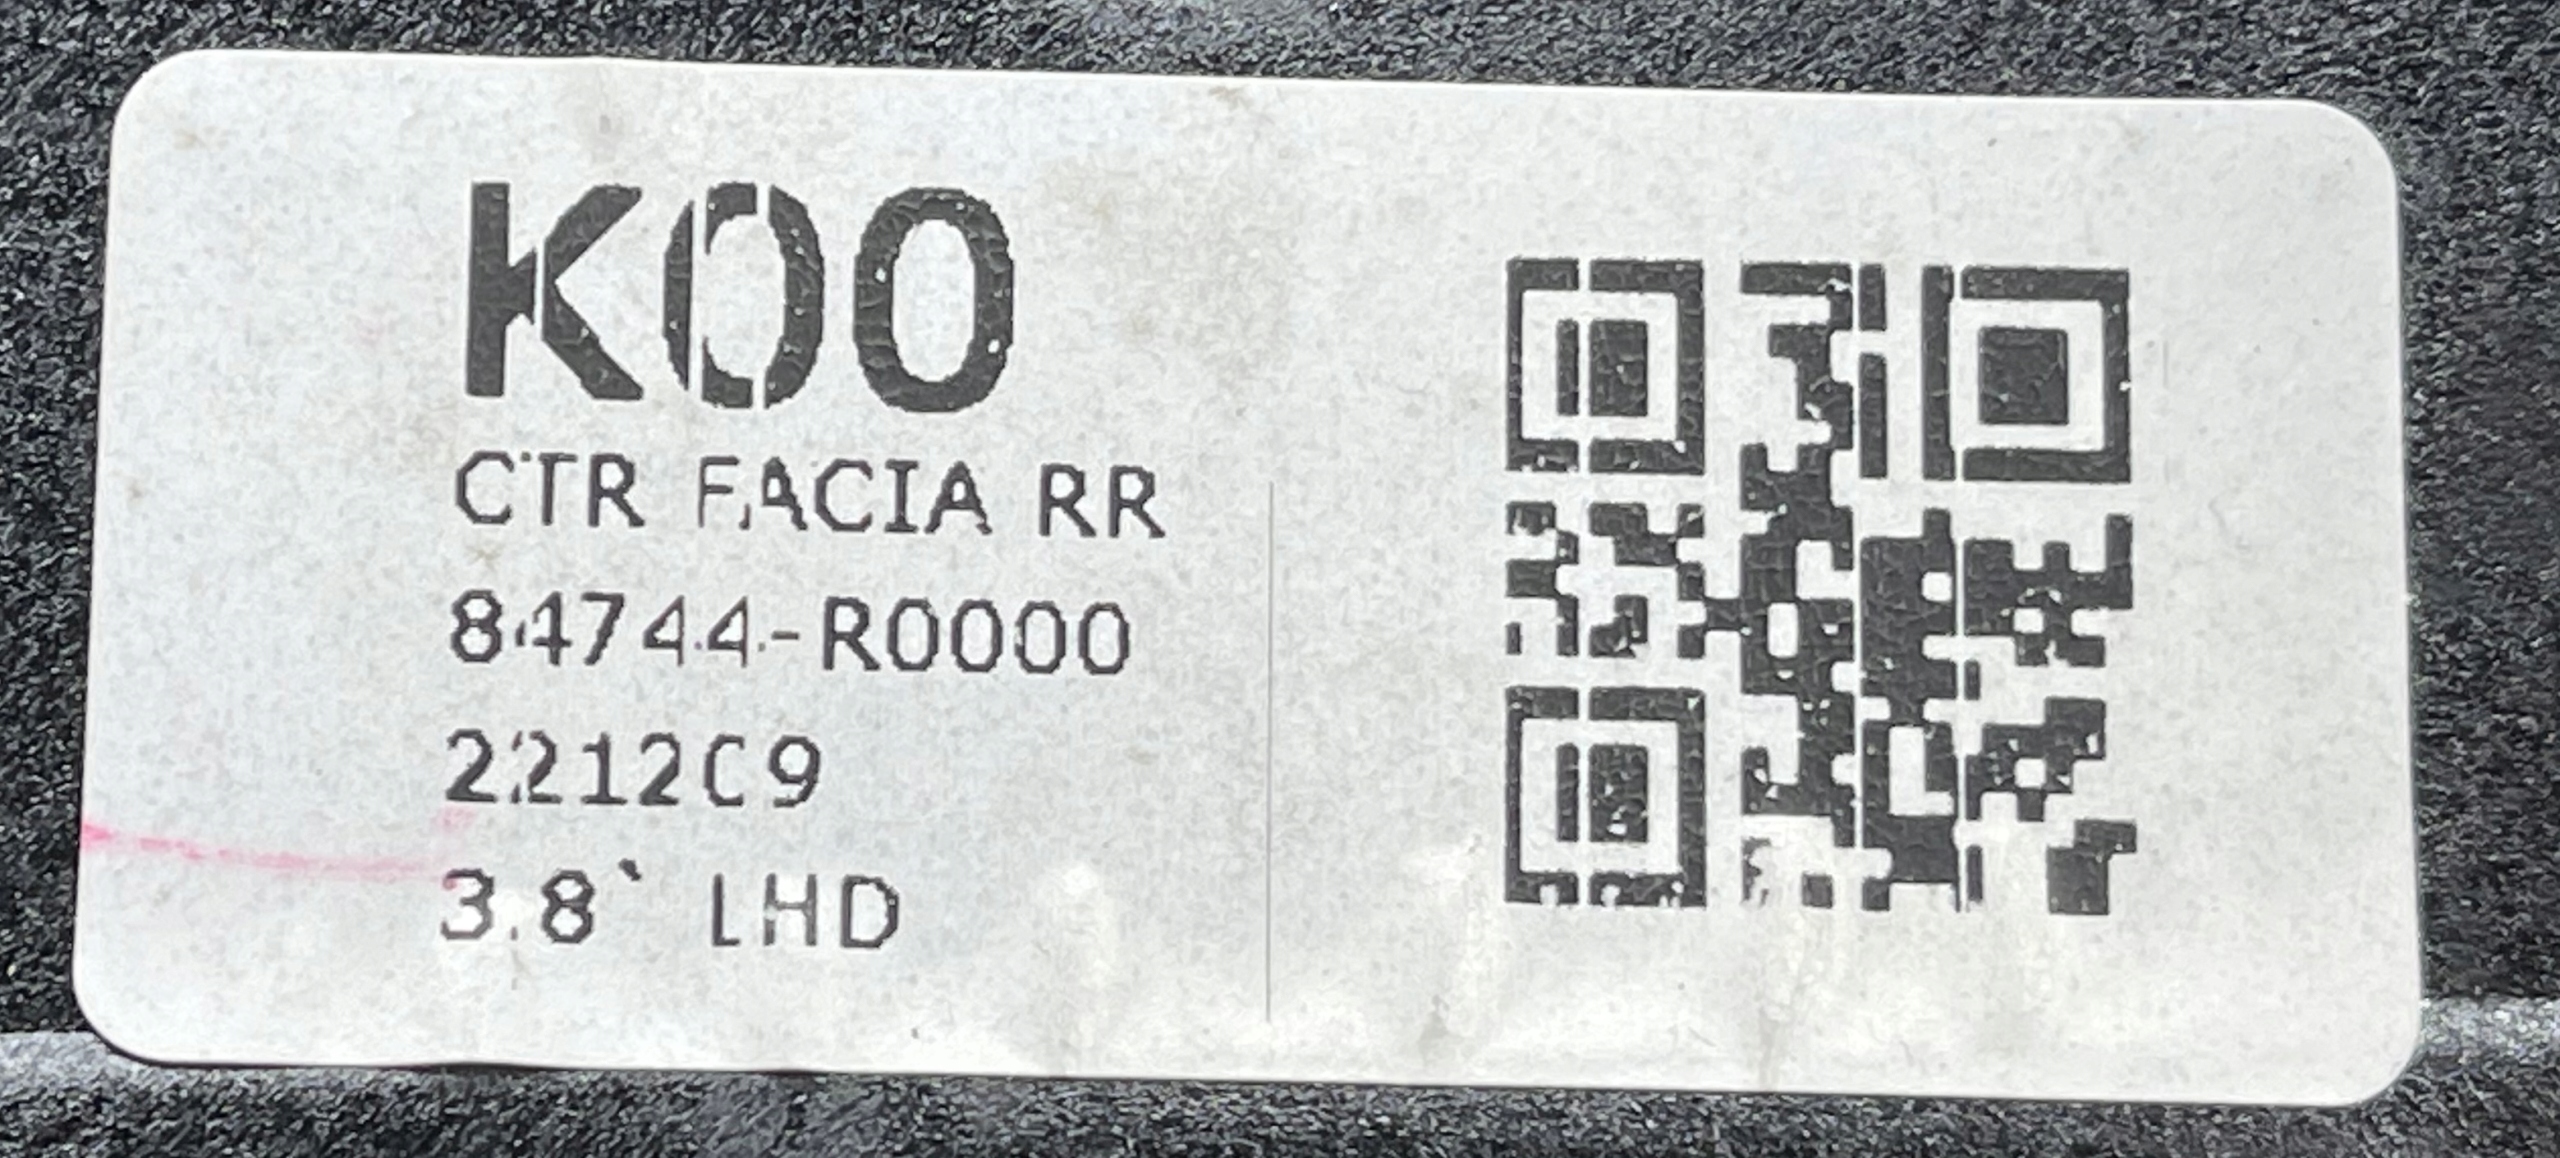 K00
CTR FACIA RR
84744-R0000
2212C9
3.8` LHD